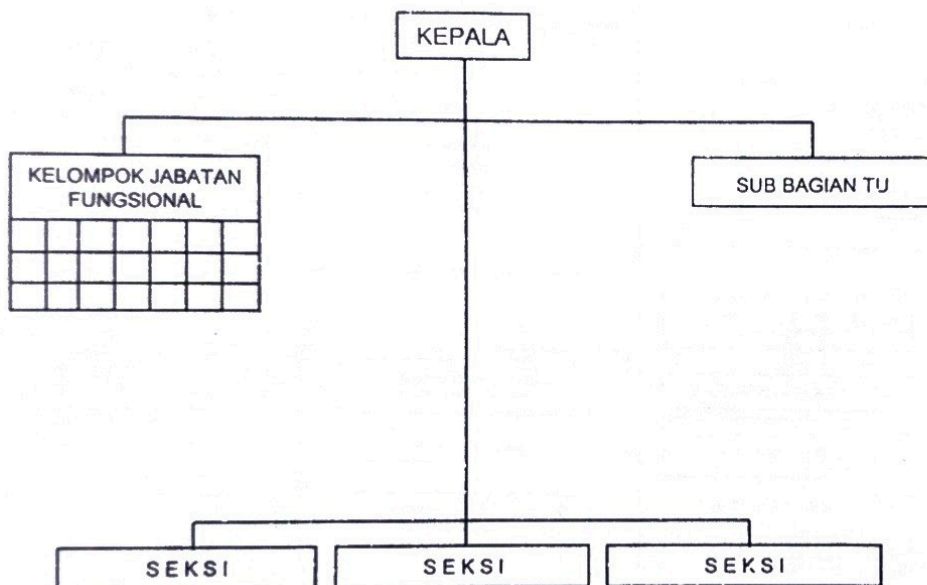 KEPALA
KELOMPOK JABATAN
FUNGSIONAL
SUB BAGIAN TU
SEKSI
SEKSI
SEKSI